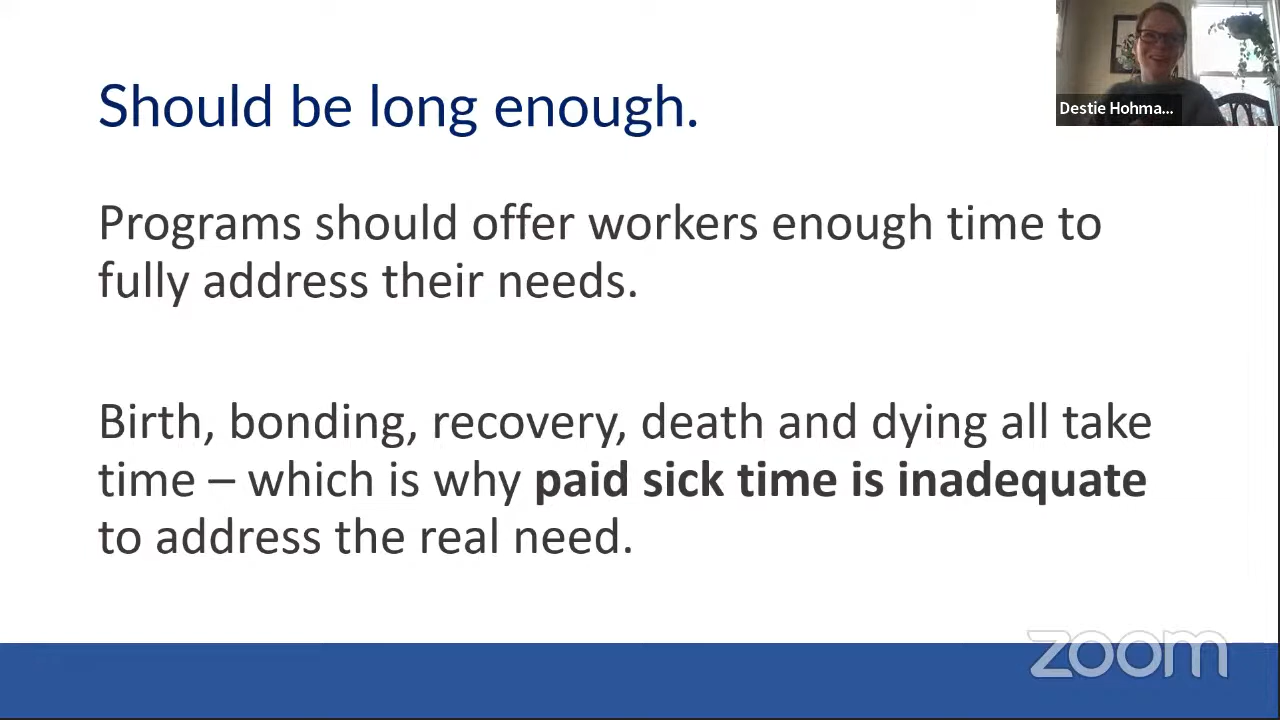 Should be long enough.
Destie Hohma...
Programs should offer workers enough time to
fully address their needs.
Birth, bonding, recovery, death and dying all take
time – which is why paid sick time is inadequate
to address the real need.
zoom